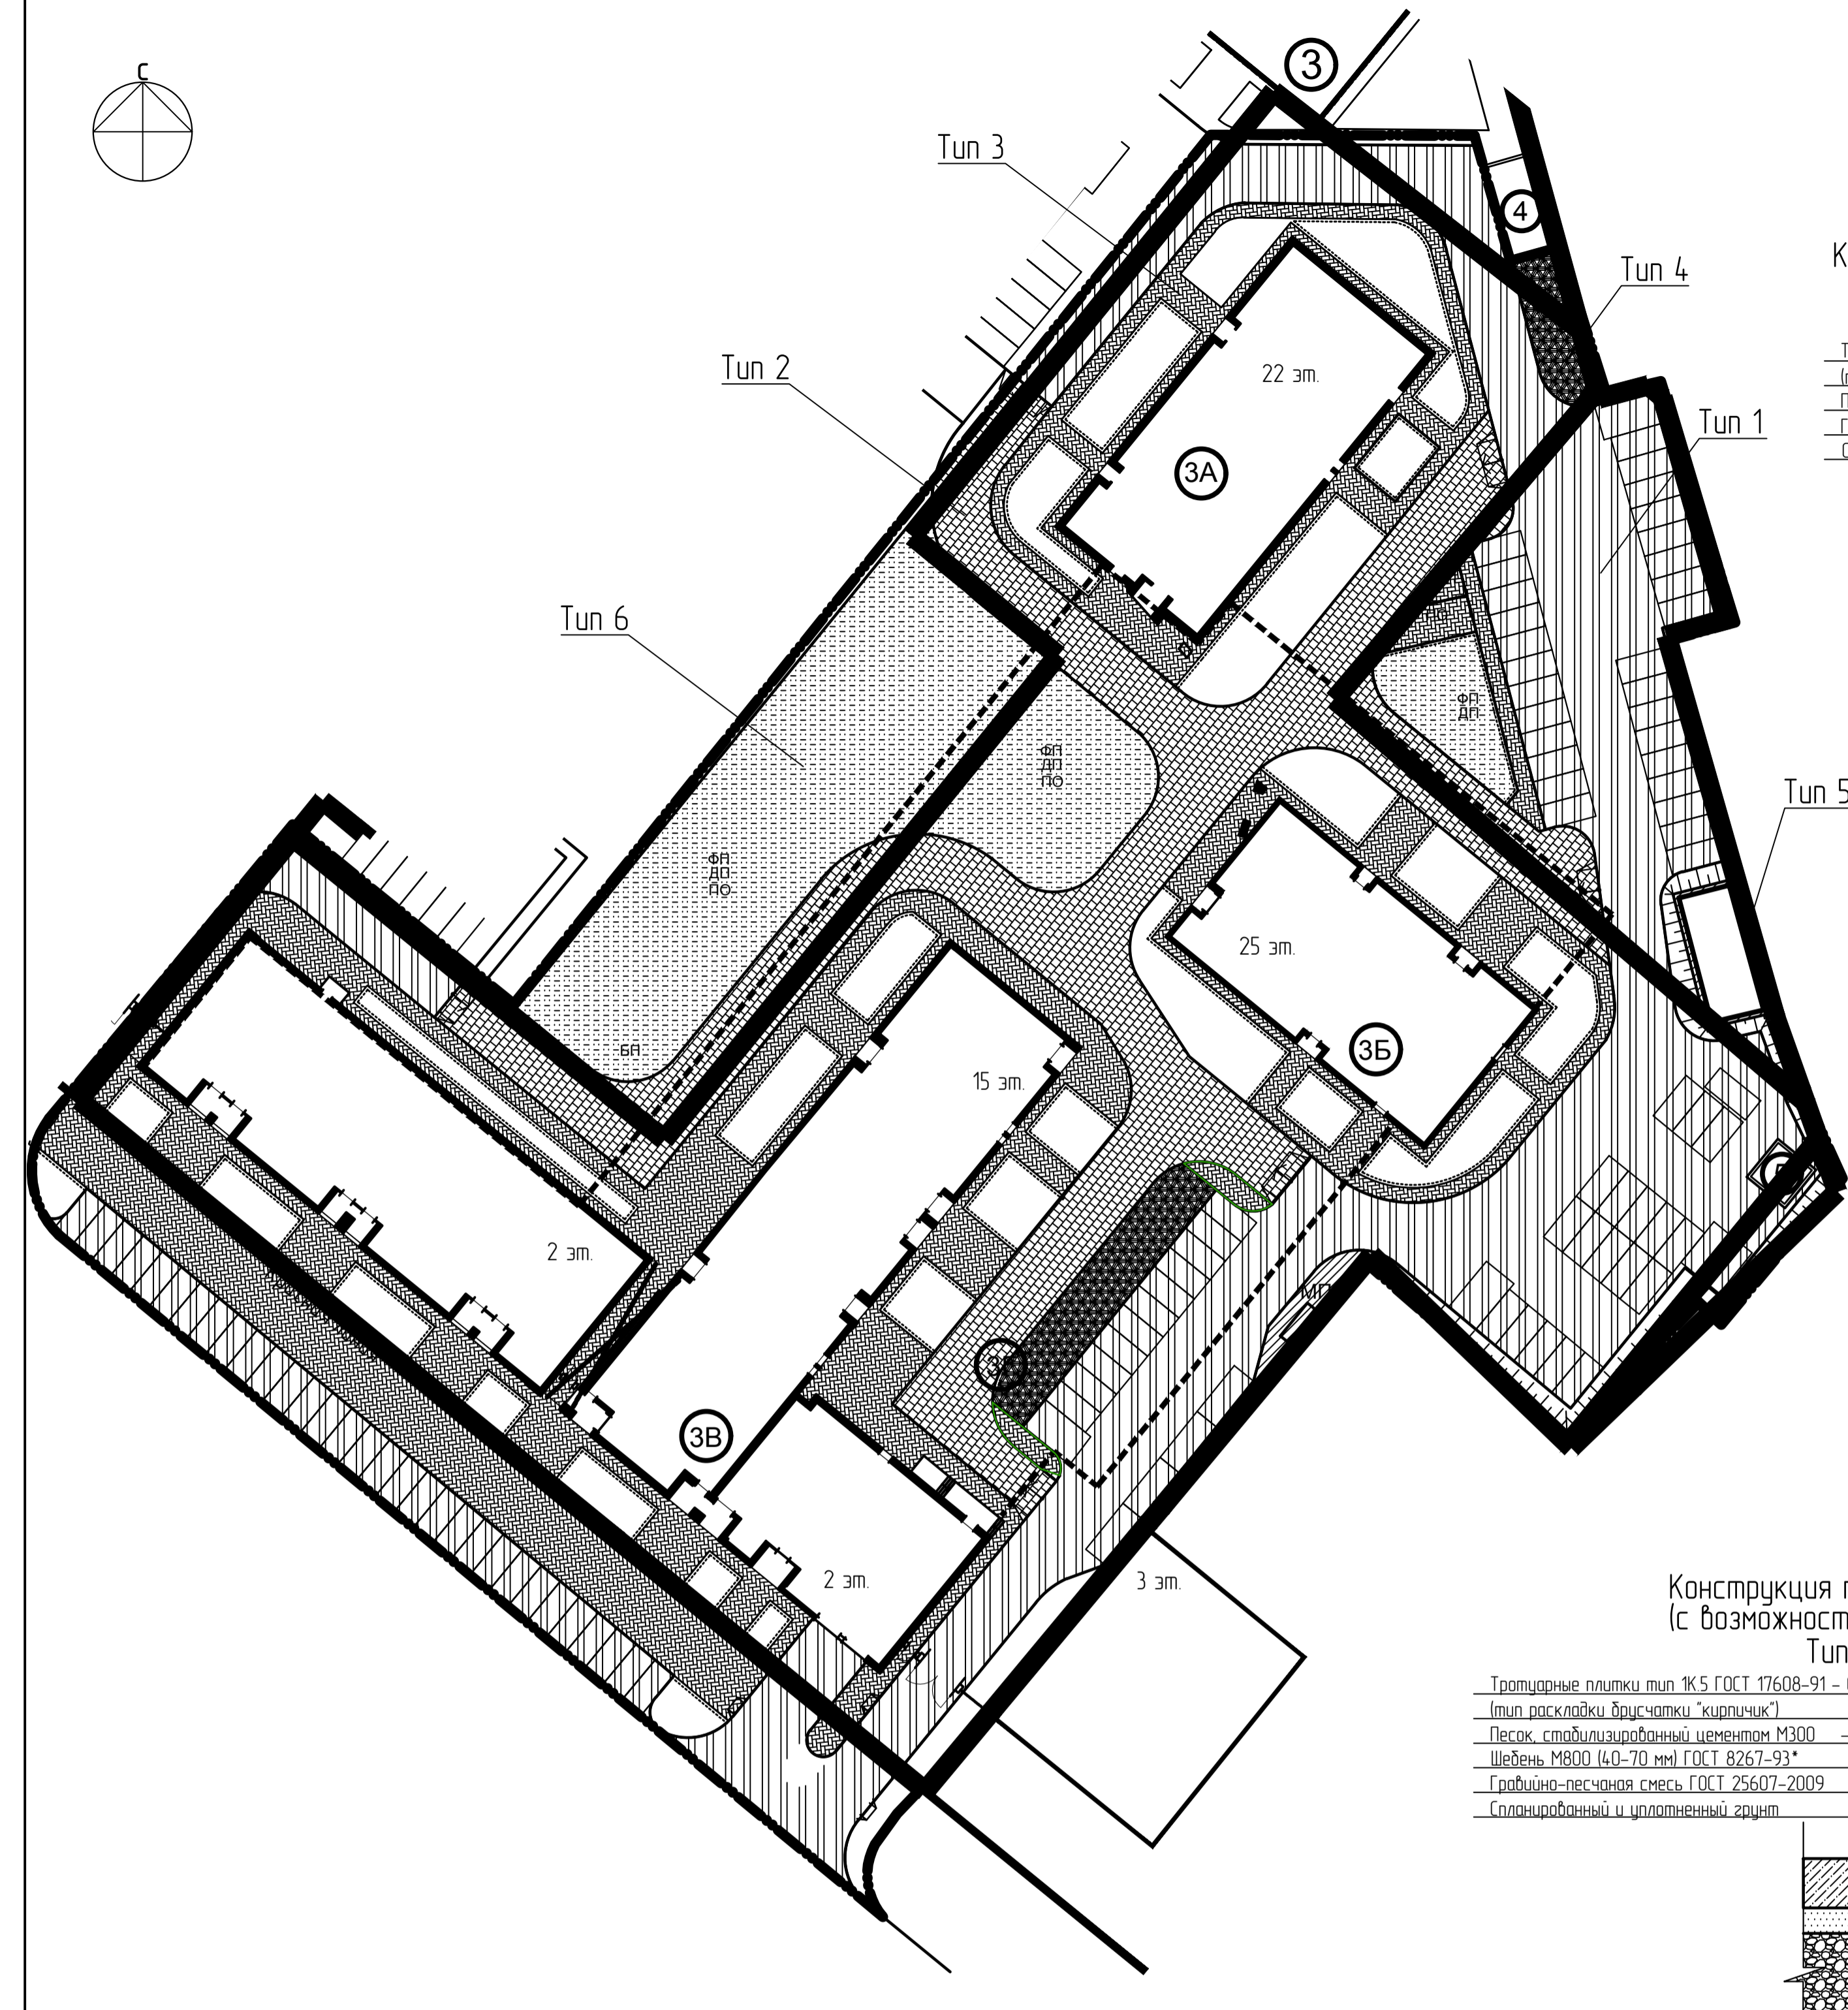 С
3
Тип 3
4
К
Тип 4
Тип 2
22 эт.
Тип 1
3А
Тип 6
ФП
ДП
ФП
ДП
ПО
Тип 5
ФП
ДП
ПО
25 эт.
БП
3Б
15 эт.
2 эт.
МП
3В
2 эт.
3 эт.
Конструкция
(с
Тип
Тротуарные плитки тип 1К.5 ГОСТ 17608-91 –
(тип раскладки брусчатки "кирпичик")
Песок, стабилизированный цементом М300 –
Щебень М800 (40-70 мм) ГОСТ 8267-93*
Гравийно-песчаная смесь ГОСТ 25607-2009
Спланированный и уплотненный грунт